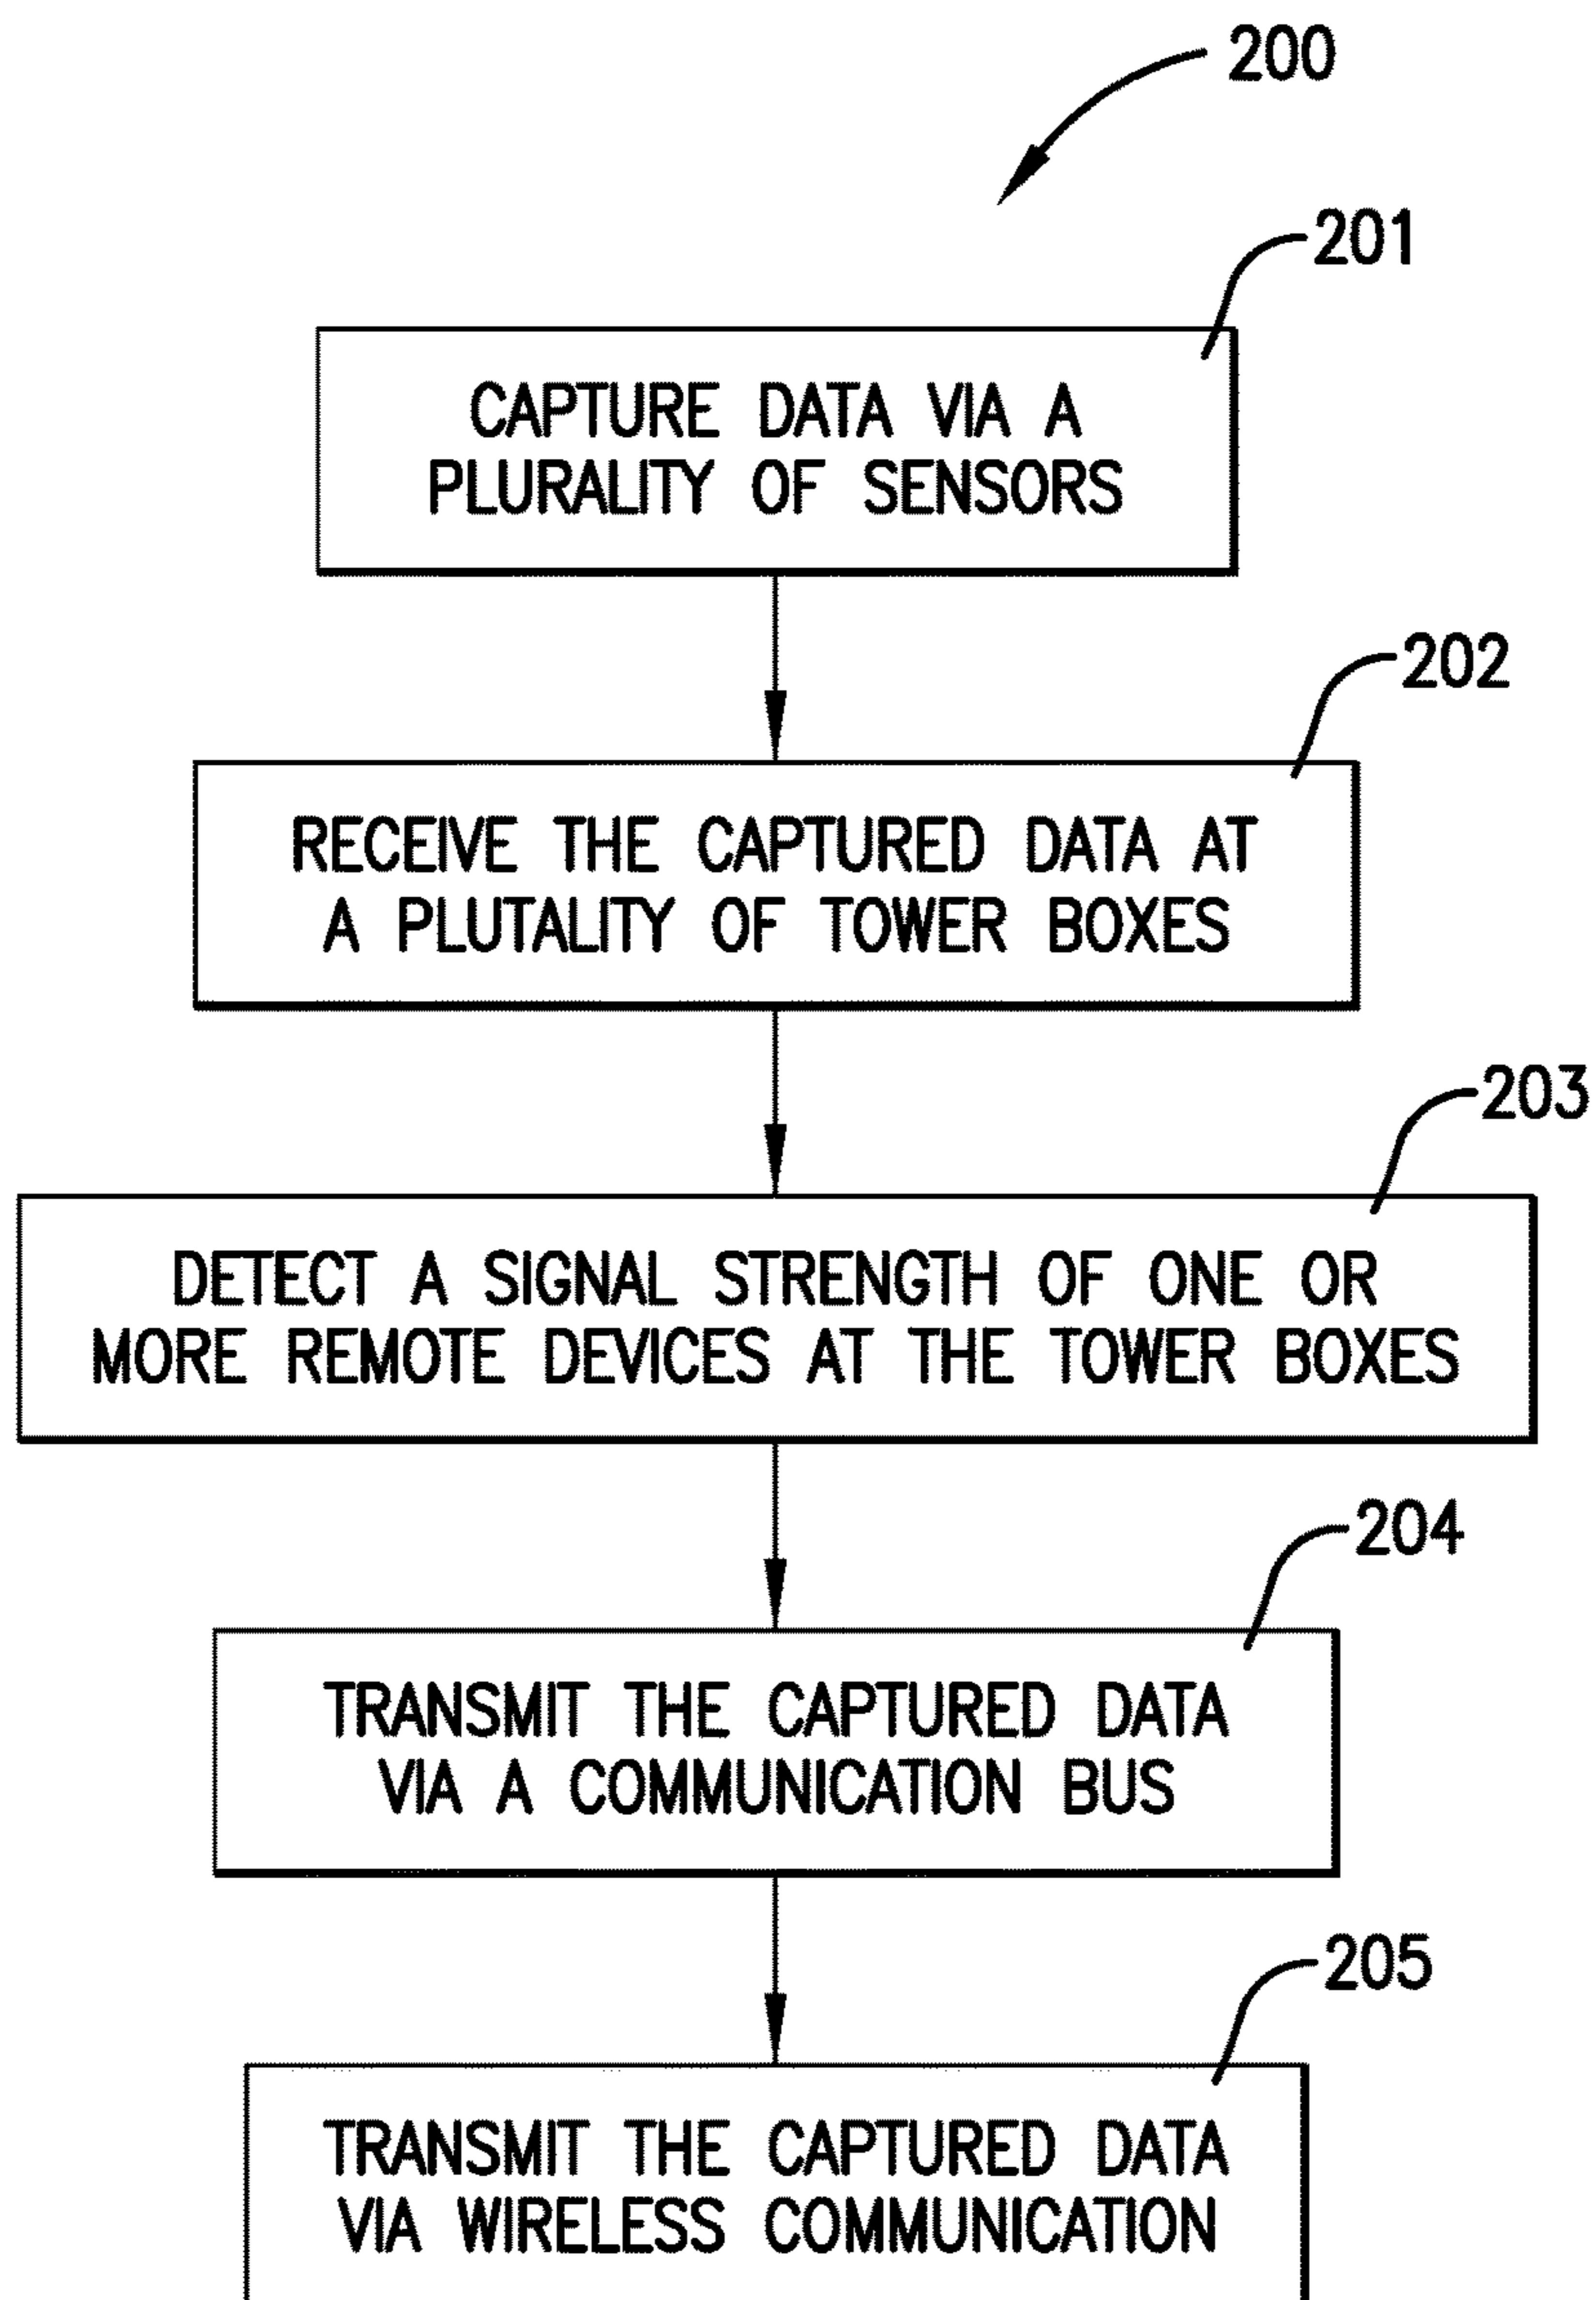 200
201
CAPTURE DATA VIA A
PLURALITY OF SENSORS
202
RECEIVE THE CAPTURED DATA AT
A PLUTALITY OF TOWER BOXES
203
DETECT A SIGNAL STRENGTH OF ONE OR
MORE REMOTE DEVICES AT THE TOWER BOXES
204
TRANSMIT THE CAPTURED DATA
VIA A COMMUNICATION BUS
205
TRANSMIT THE CAPTURED DATA
VIA WIRELESS COMMUNICATION